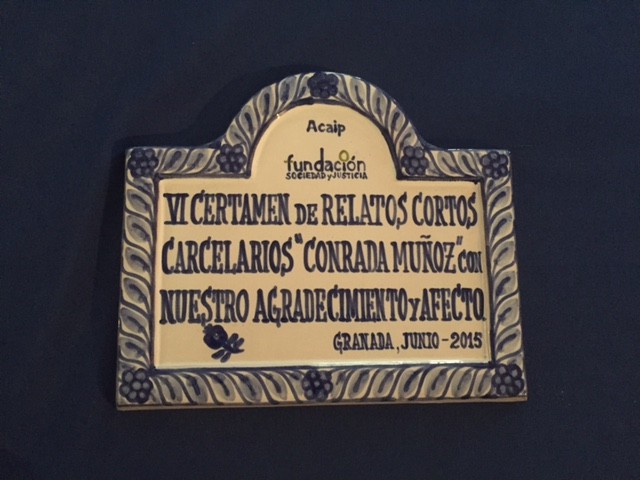 Acaip
fundación
SOCIEDAD y JUSTICIA
VI CERTAMEN DE RELATOS CORTOS
CARCELARIOS "CONRADA MUÑOZ" CON
NUESTRO AGRADECIMIENTO Y AFECTO
GRANADA, JUNIO - 2015